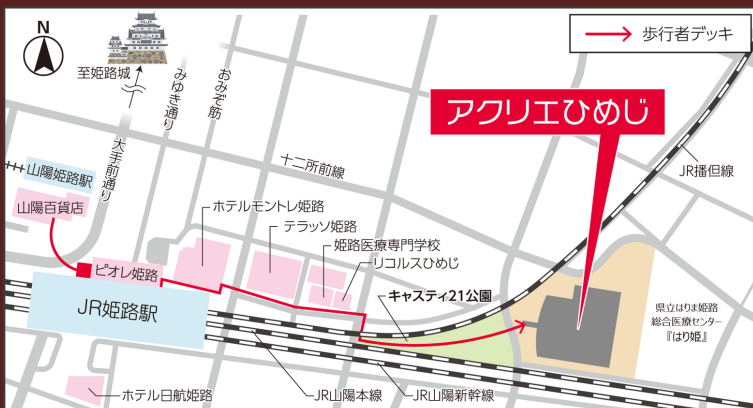 N
至姫路城
みゆき通り
おみぞ筋
大手前通り
歩行者デッキ
アクリエひめじ
十二所前線
JR播但線
山陽姫路駅
山陽百貨店
ホテルモントレ姫路
テラッソ姫路
姫路医療専門学校
リコルスひめじ
ピオレ姫路
キャスティ21公園
JR姫路駅
県立はりま姫路
総合医療センター
『はり姫』
ホテル日航姫路
JR山陽本線
JR山陽新幹線